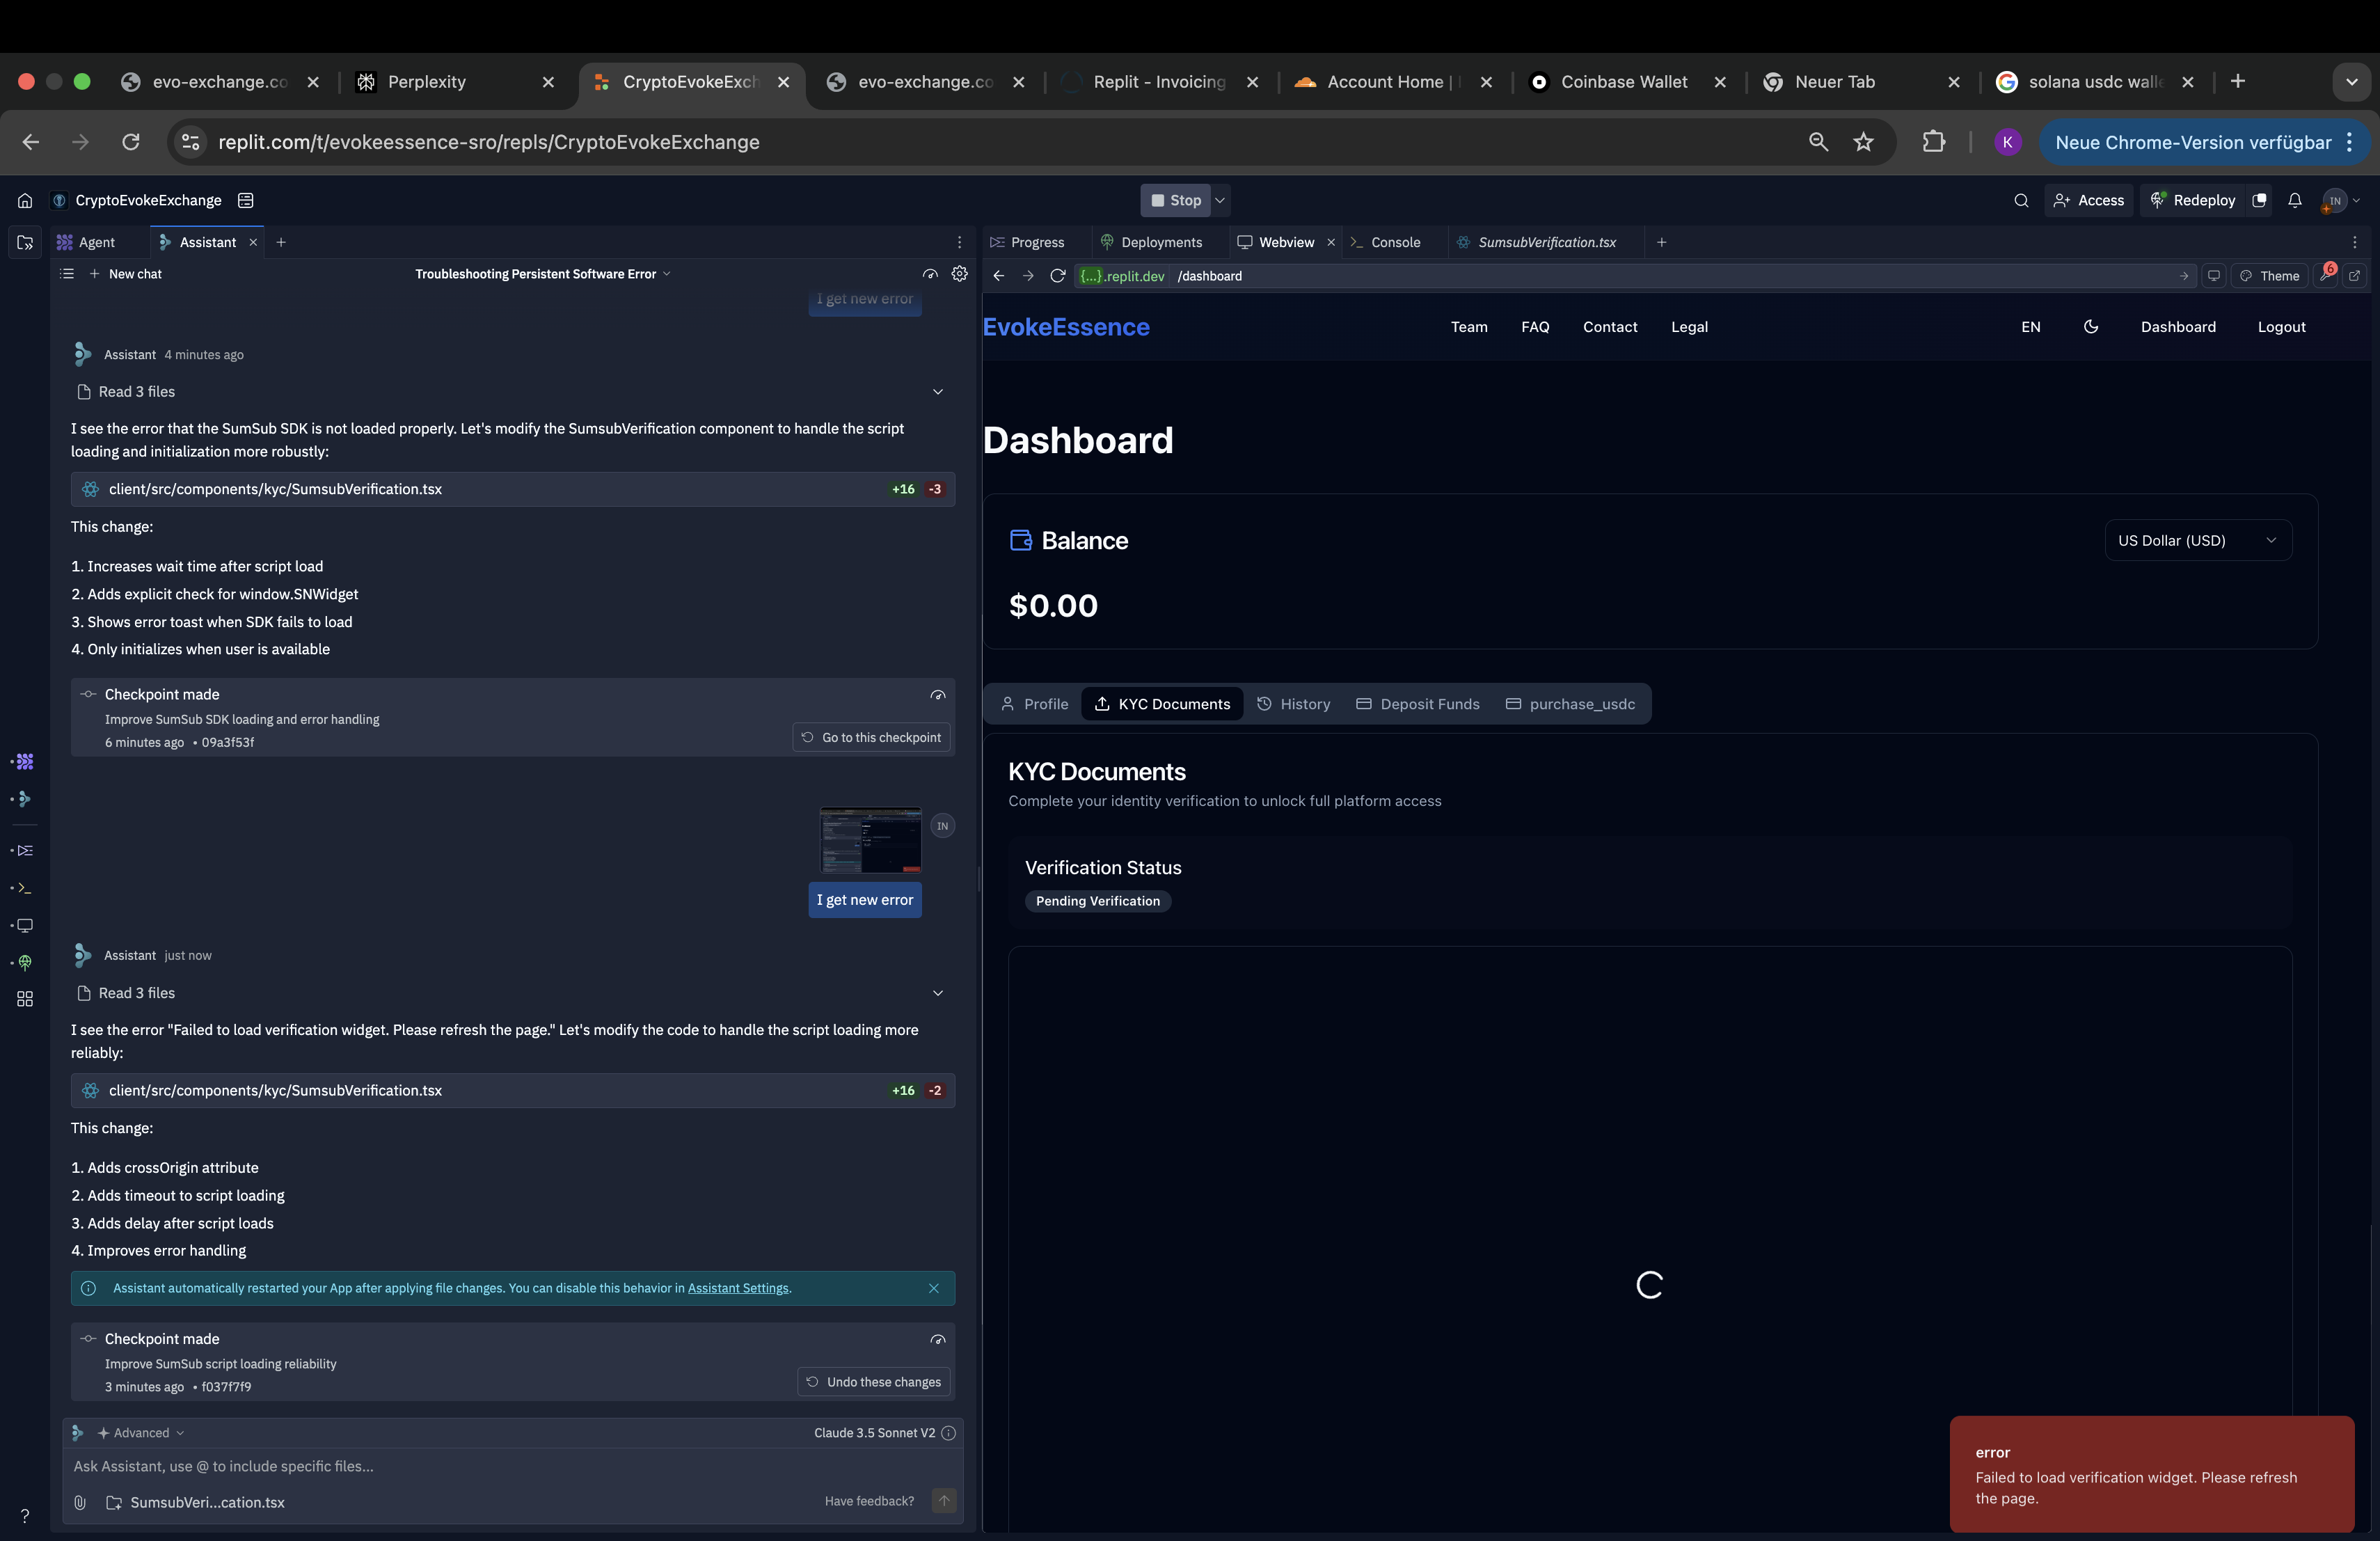 evo-exchange.co
Perplexity
CryptoEvokeExch
evo-exchange.co
Replit - Invoicing
Account Home |
Coinbase Wallet
Neuer Tab
solana usdc walle
replit.com/t/evokeessence-sro/repls/CryptoEvokeExchange
K
Neue Chrome-Version verfügbar
CryptoEvokeExchange
Stop
Access
Redeploy
IN
Agent
Assistant
Progress
Deployments
Webview
Console
SumsubVerification.tsx
New chat
Troubleshooting Persistent Software Error
{...}.replit.dev /dashboard
Theme
6
I get new error
Assistant 4 minutes ago
Read 3 files
I see the error that the SumSub SDK is not loaded properly. Let's modify the SumsubVerification component to handle the script
loading and initialization more robustly:
client/src/components/kyc/SumsubVerification.tsx
+16 -3
This change:
1. Increases wait time after script load
2. Adds explicit check for window.SNWidget
3. Shows error toast when SDK fails to load
4. Only initializes when user is available
Checkpoint made
Improve SumSub SDK loading and error handling
6 minutes ago • 09a3f53f
Go to this checkpoint
IN
I get new error
Assistant just now
Read 3 files
I see the error "Failed to load verification widget. Please refresh the page." Let's modify the code to handle the script loading more
reliably:
client/src/components/kyc/SumsubVerification.tsx
+16 -2
This change:
1. Adds crossOrigin attribute
2. Adds timeout to script loading
3. Adds delay after script loads
4. Improves error handling
Assistant automatically restarted your App after applying file changes. You can disable this behavior in Assistant Settings.
Checkpoint made
Improve SumSub script loading reliability
3 minutes ago • f037f7f9
Undo these changes
Advanced
Claude 3.5 Sonnet V2
Ask Assistant, use @ to include specific files...
SumsubVeri...cation.tsx
Have feedback?
?
EvokeEssence
Team
FAQ
Contact
Legal
EN
Dashboard
Logout
Dashboard
Balance
US Dollar (USD)
$0.00
Profile
KYC Documents
History
Deposit Funds
purchase_usdc
KYC Documents
Complete your identity verification to unlock full platform access
Verification Status
Pending Verification
error
Failed to load verification widget. Please refresh
the page.